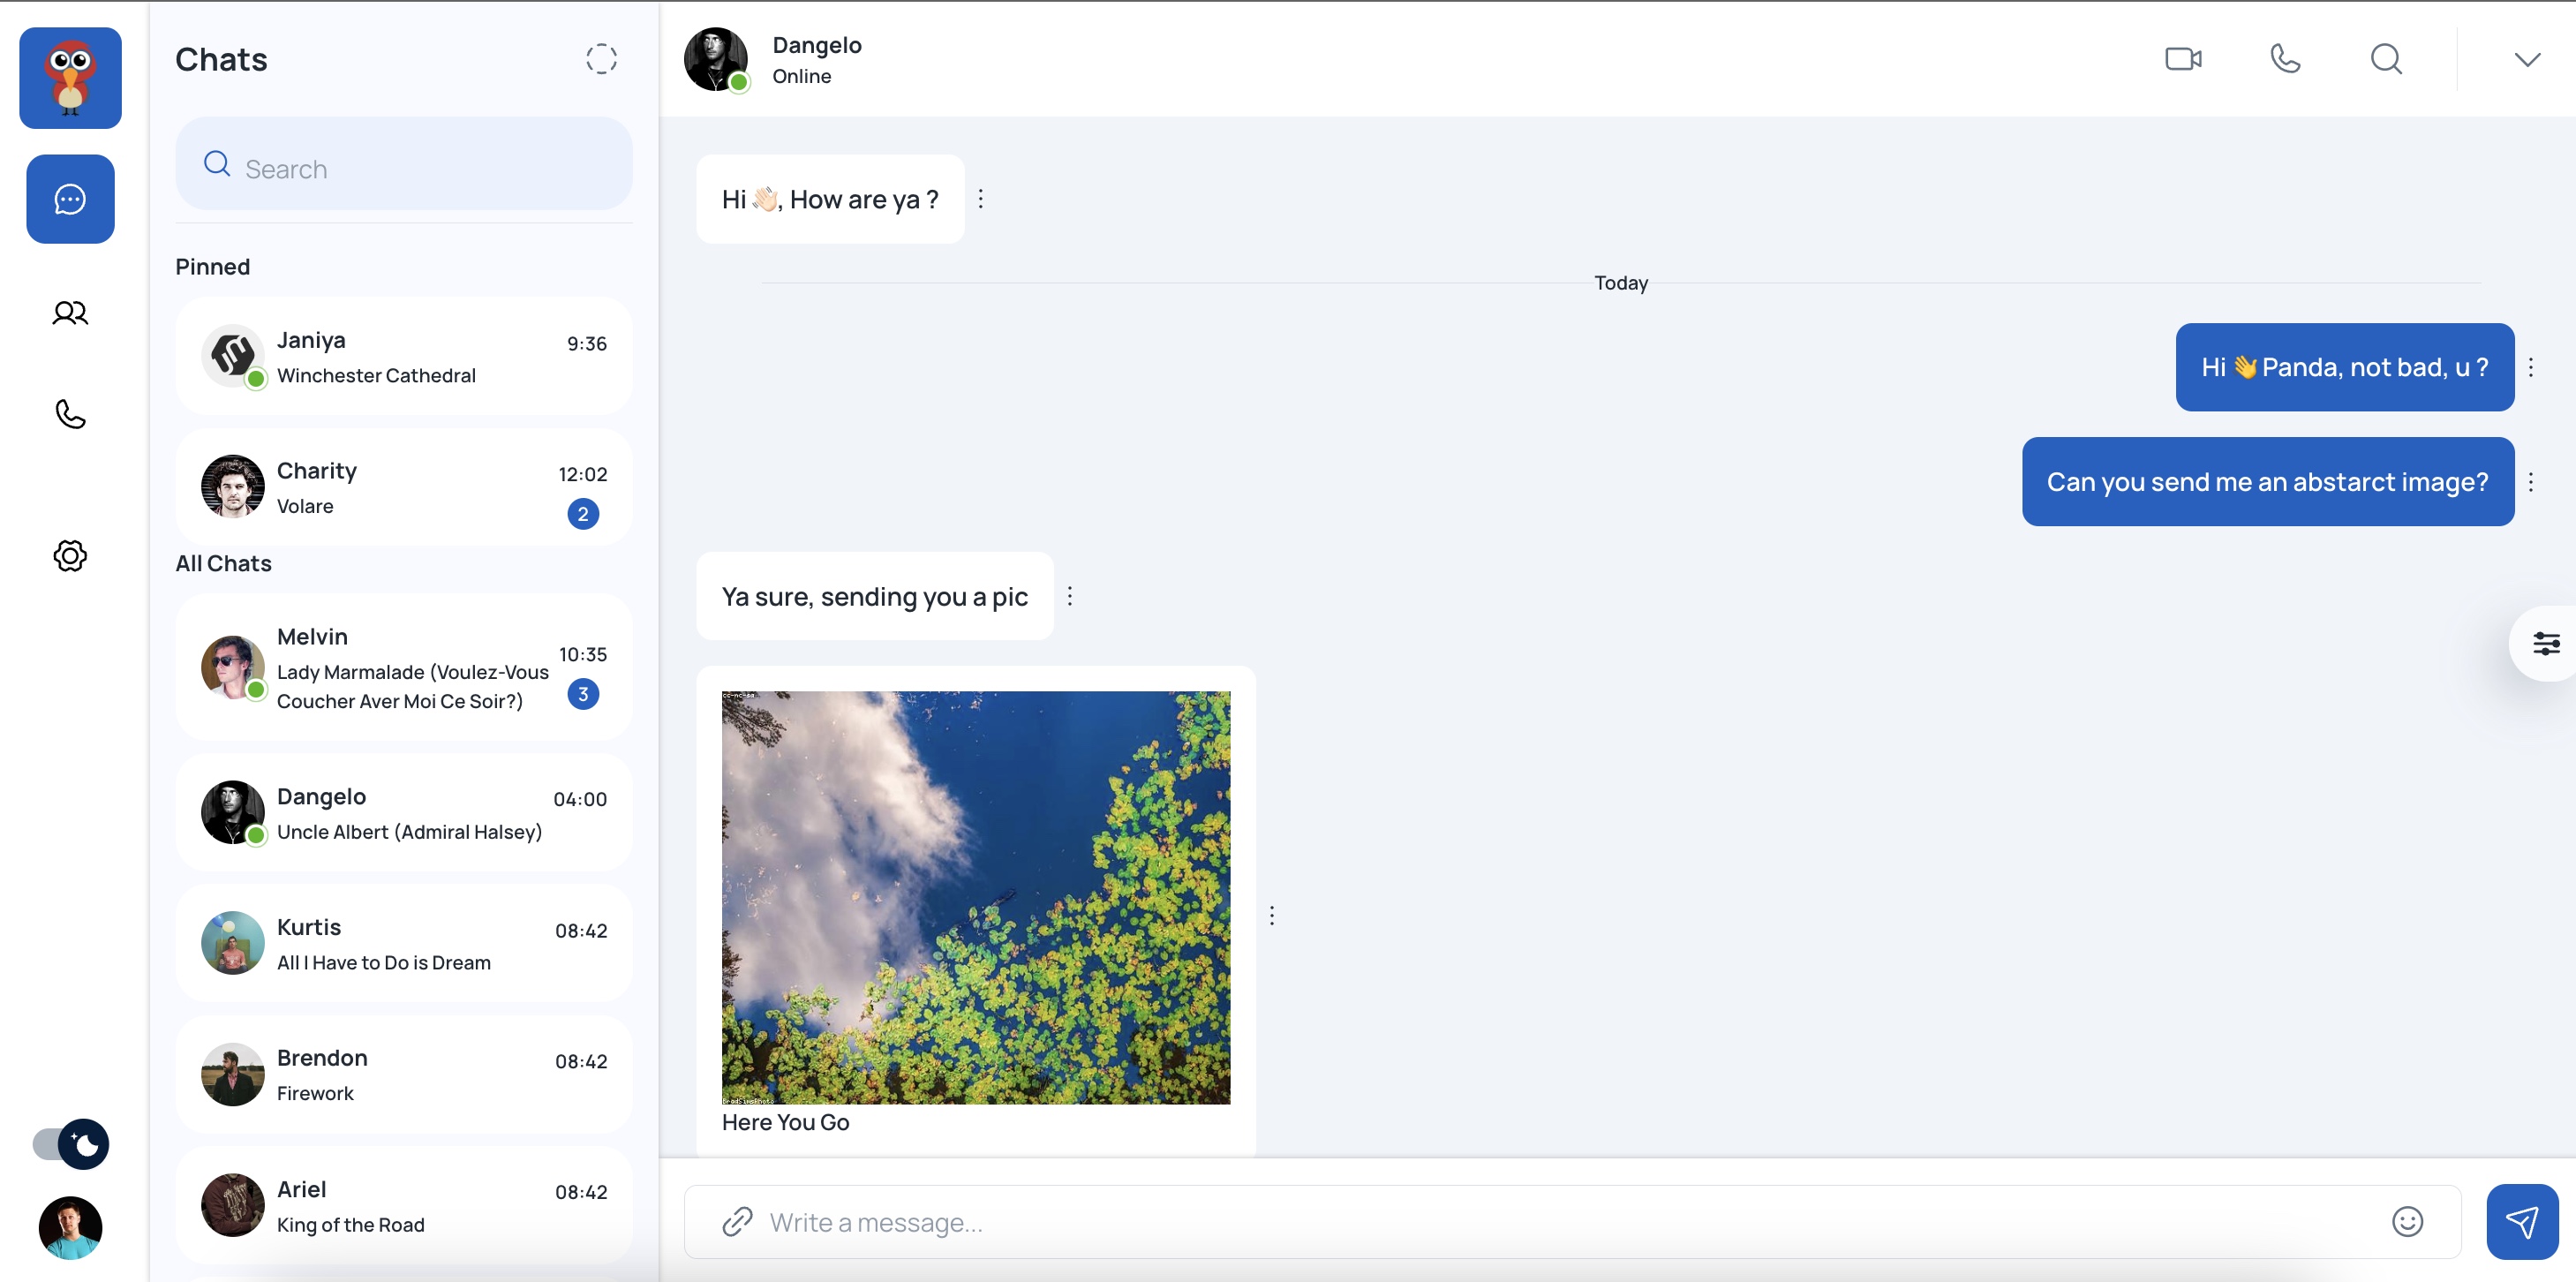 Chats
Search
Pinned
Janiya
9:36
Winchester Cathedral
Charity
12:02
Volare
2
All Chats
Melvin
10:35
Lady Marmalade (Voulez-Vous
Coucher Aver Moi Ce Soir?)
3
Dangelo
04:00
Uncle Albert (Admiral Halsey)
Kurtis
08:42
All I Have to Do is Dream
Brendon
08:42
Firework
Ariel
08:42
King of the Road
Dangelo
Online
Hi 👋🏻, How are ya ?
Today
Hi 👋 Panda, not bad, u ?
Can you send me an abstarct image?
Ya sure, sending you a pic
cc-nc-sa
BradSimsPhoto
Here You Go
Write a message...